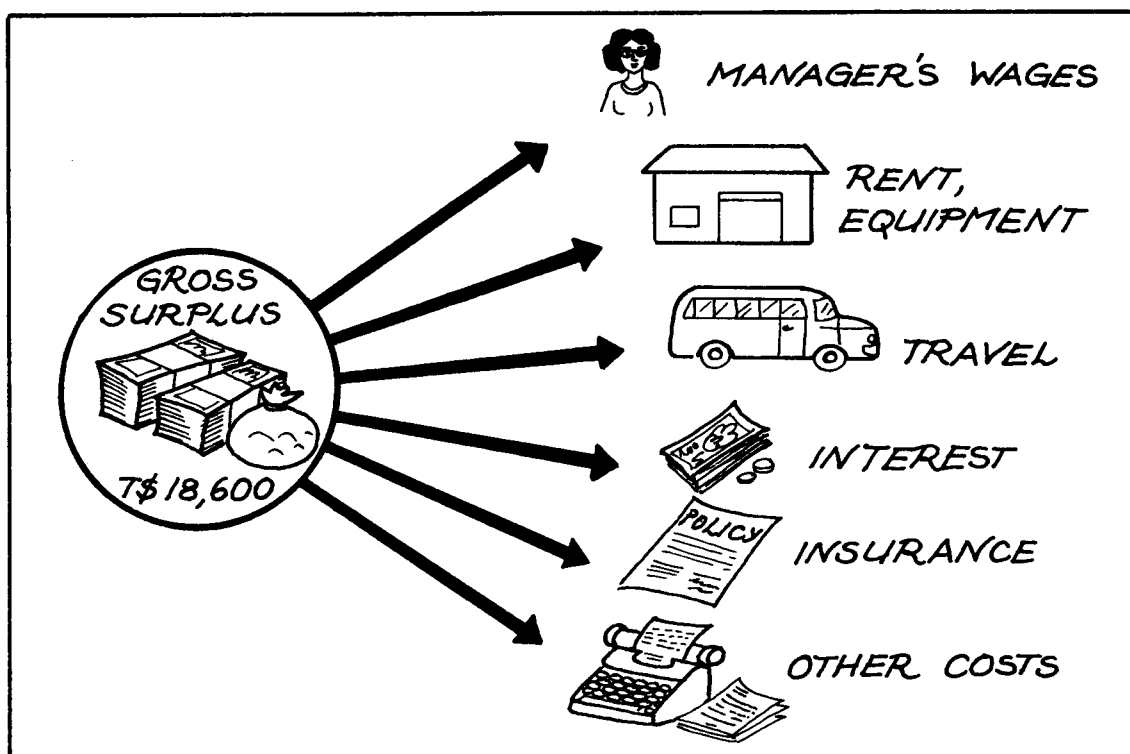 MANAGER'S WAGES
RENT,
EQUIPMENT
GROSS
SURPLUS
T$ 18,600
TRAVEL
INTEREST
POLICY
INSURANCE
OTHER COSTS